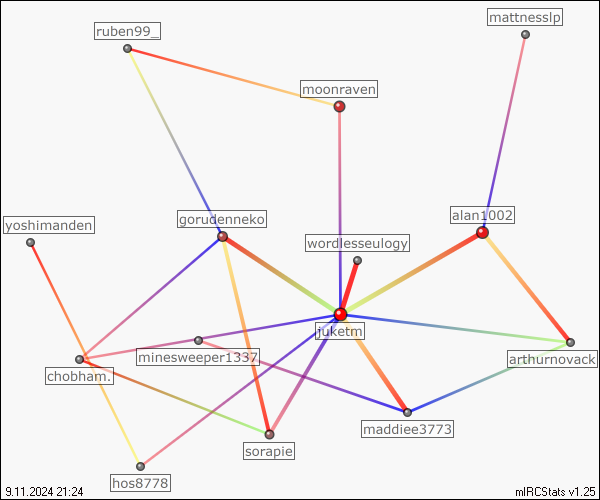 mattnesslp
ruben99_
moonraven
alan1002
gorudenneko
yoshimanden
wordlesseulogy
juketm
minesweeper1337
arthurnovack
chobham.
maddiee3773
sorapie
hos8778
9.11.2024 21:24
mIRCStats v1.25